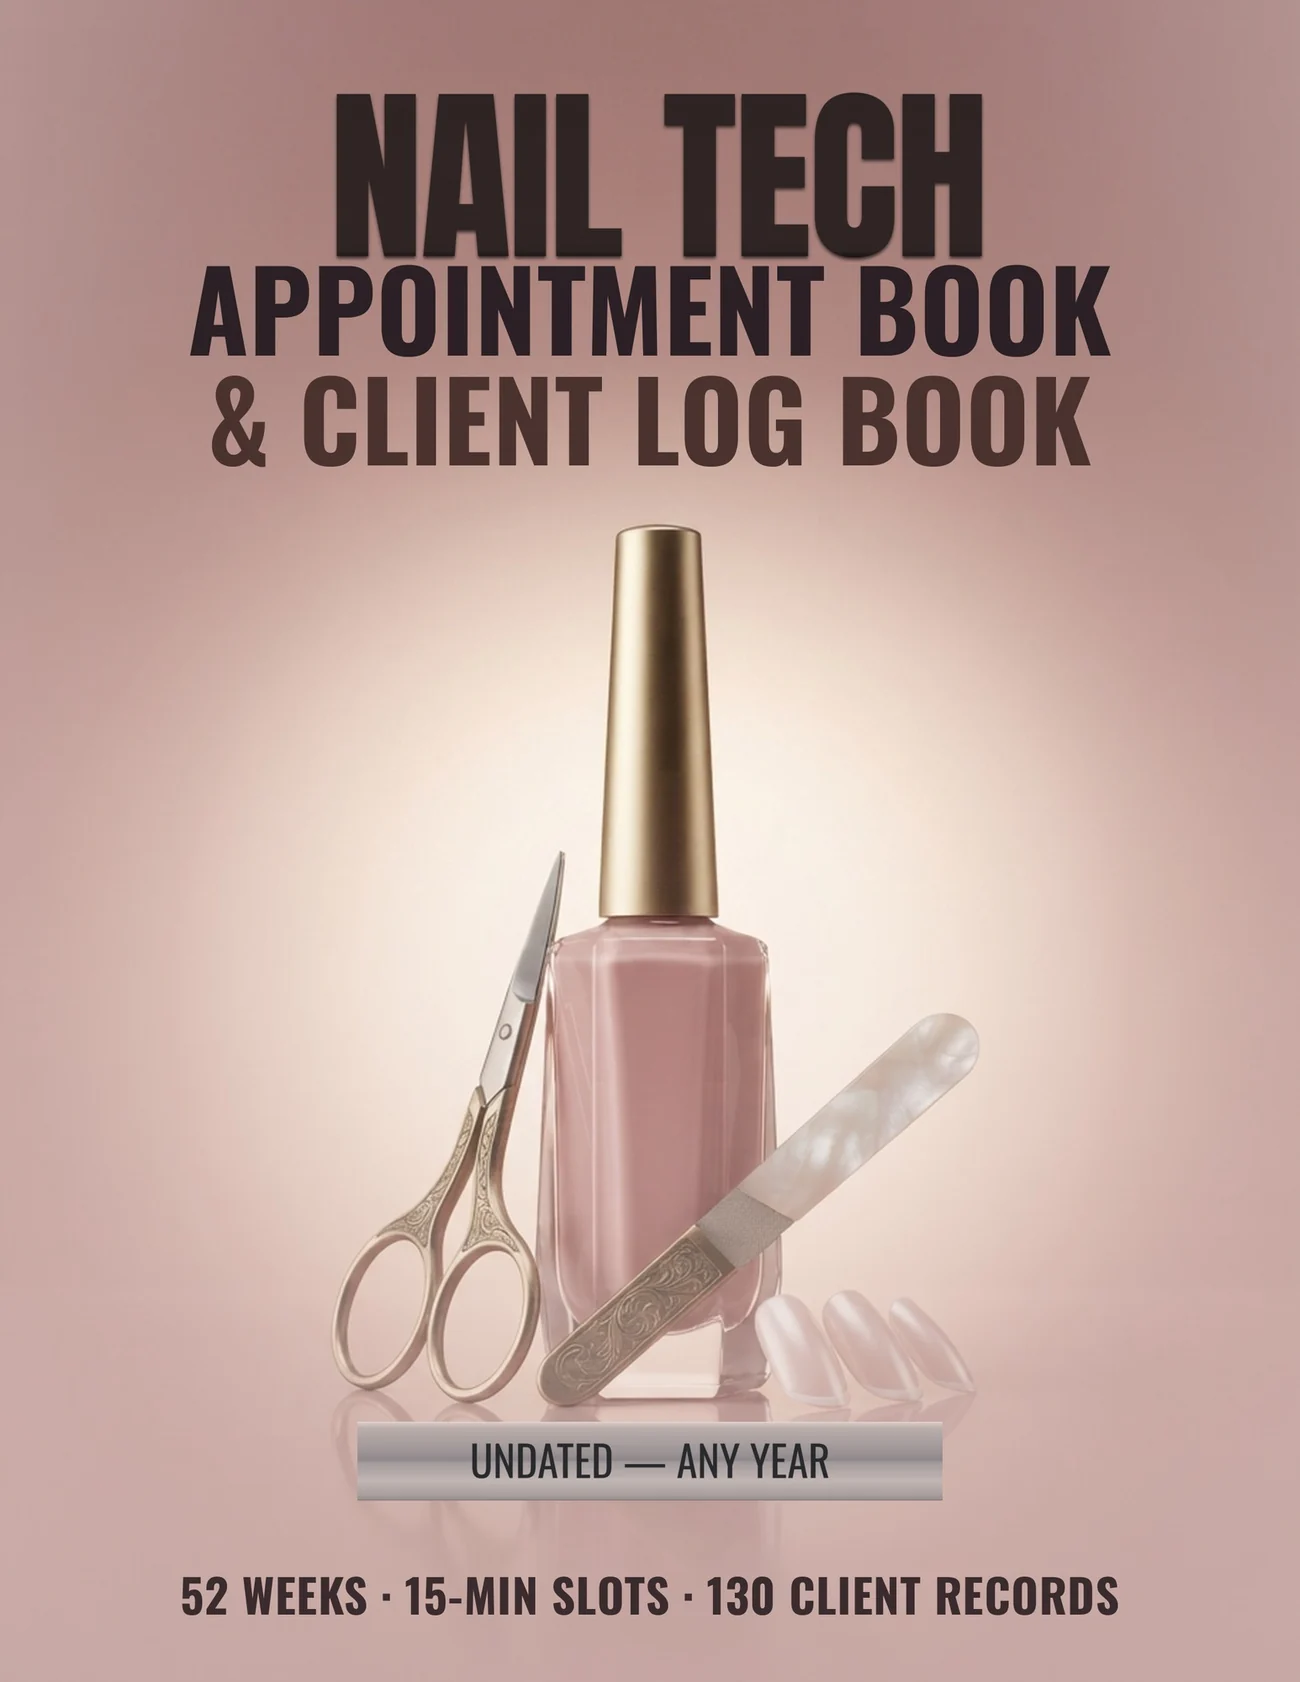 NAIL TECH
APPOINTMENT BOOK
& CLIENT LOG BOOK
UNDATED — ANY YEAR
52 WEEKS · 15-MIN SLOTS · 130 CLIENT RECORDS